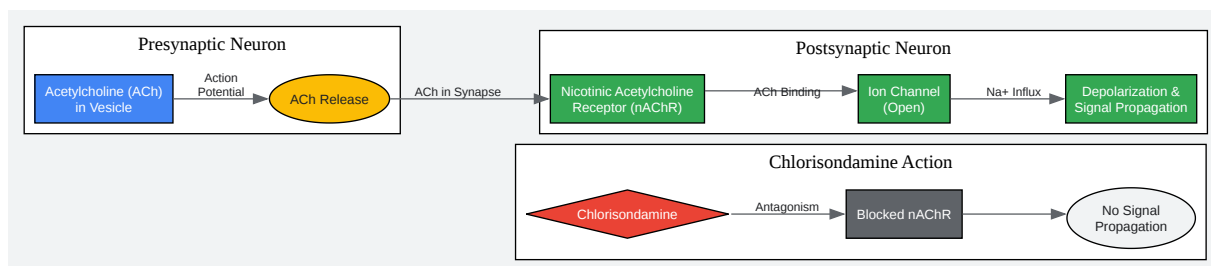 Presynaptic Neuron
Acetylcholine (ACh)
in Vesicle
Action
Potential
ACh Release
ACh in Synapse
Postsynaptic Neuron
Nicotinic Acetylcholine
Receptor (nAChR)
ACh Binding
Ion Channel
(Open)
Na+ Influx
Depolarization &
Signal Propagation
Chlorisondamine Action
Chlorisondamine
Antagonism
Blocked nAChR
No Signal
Propagation